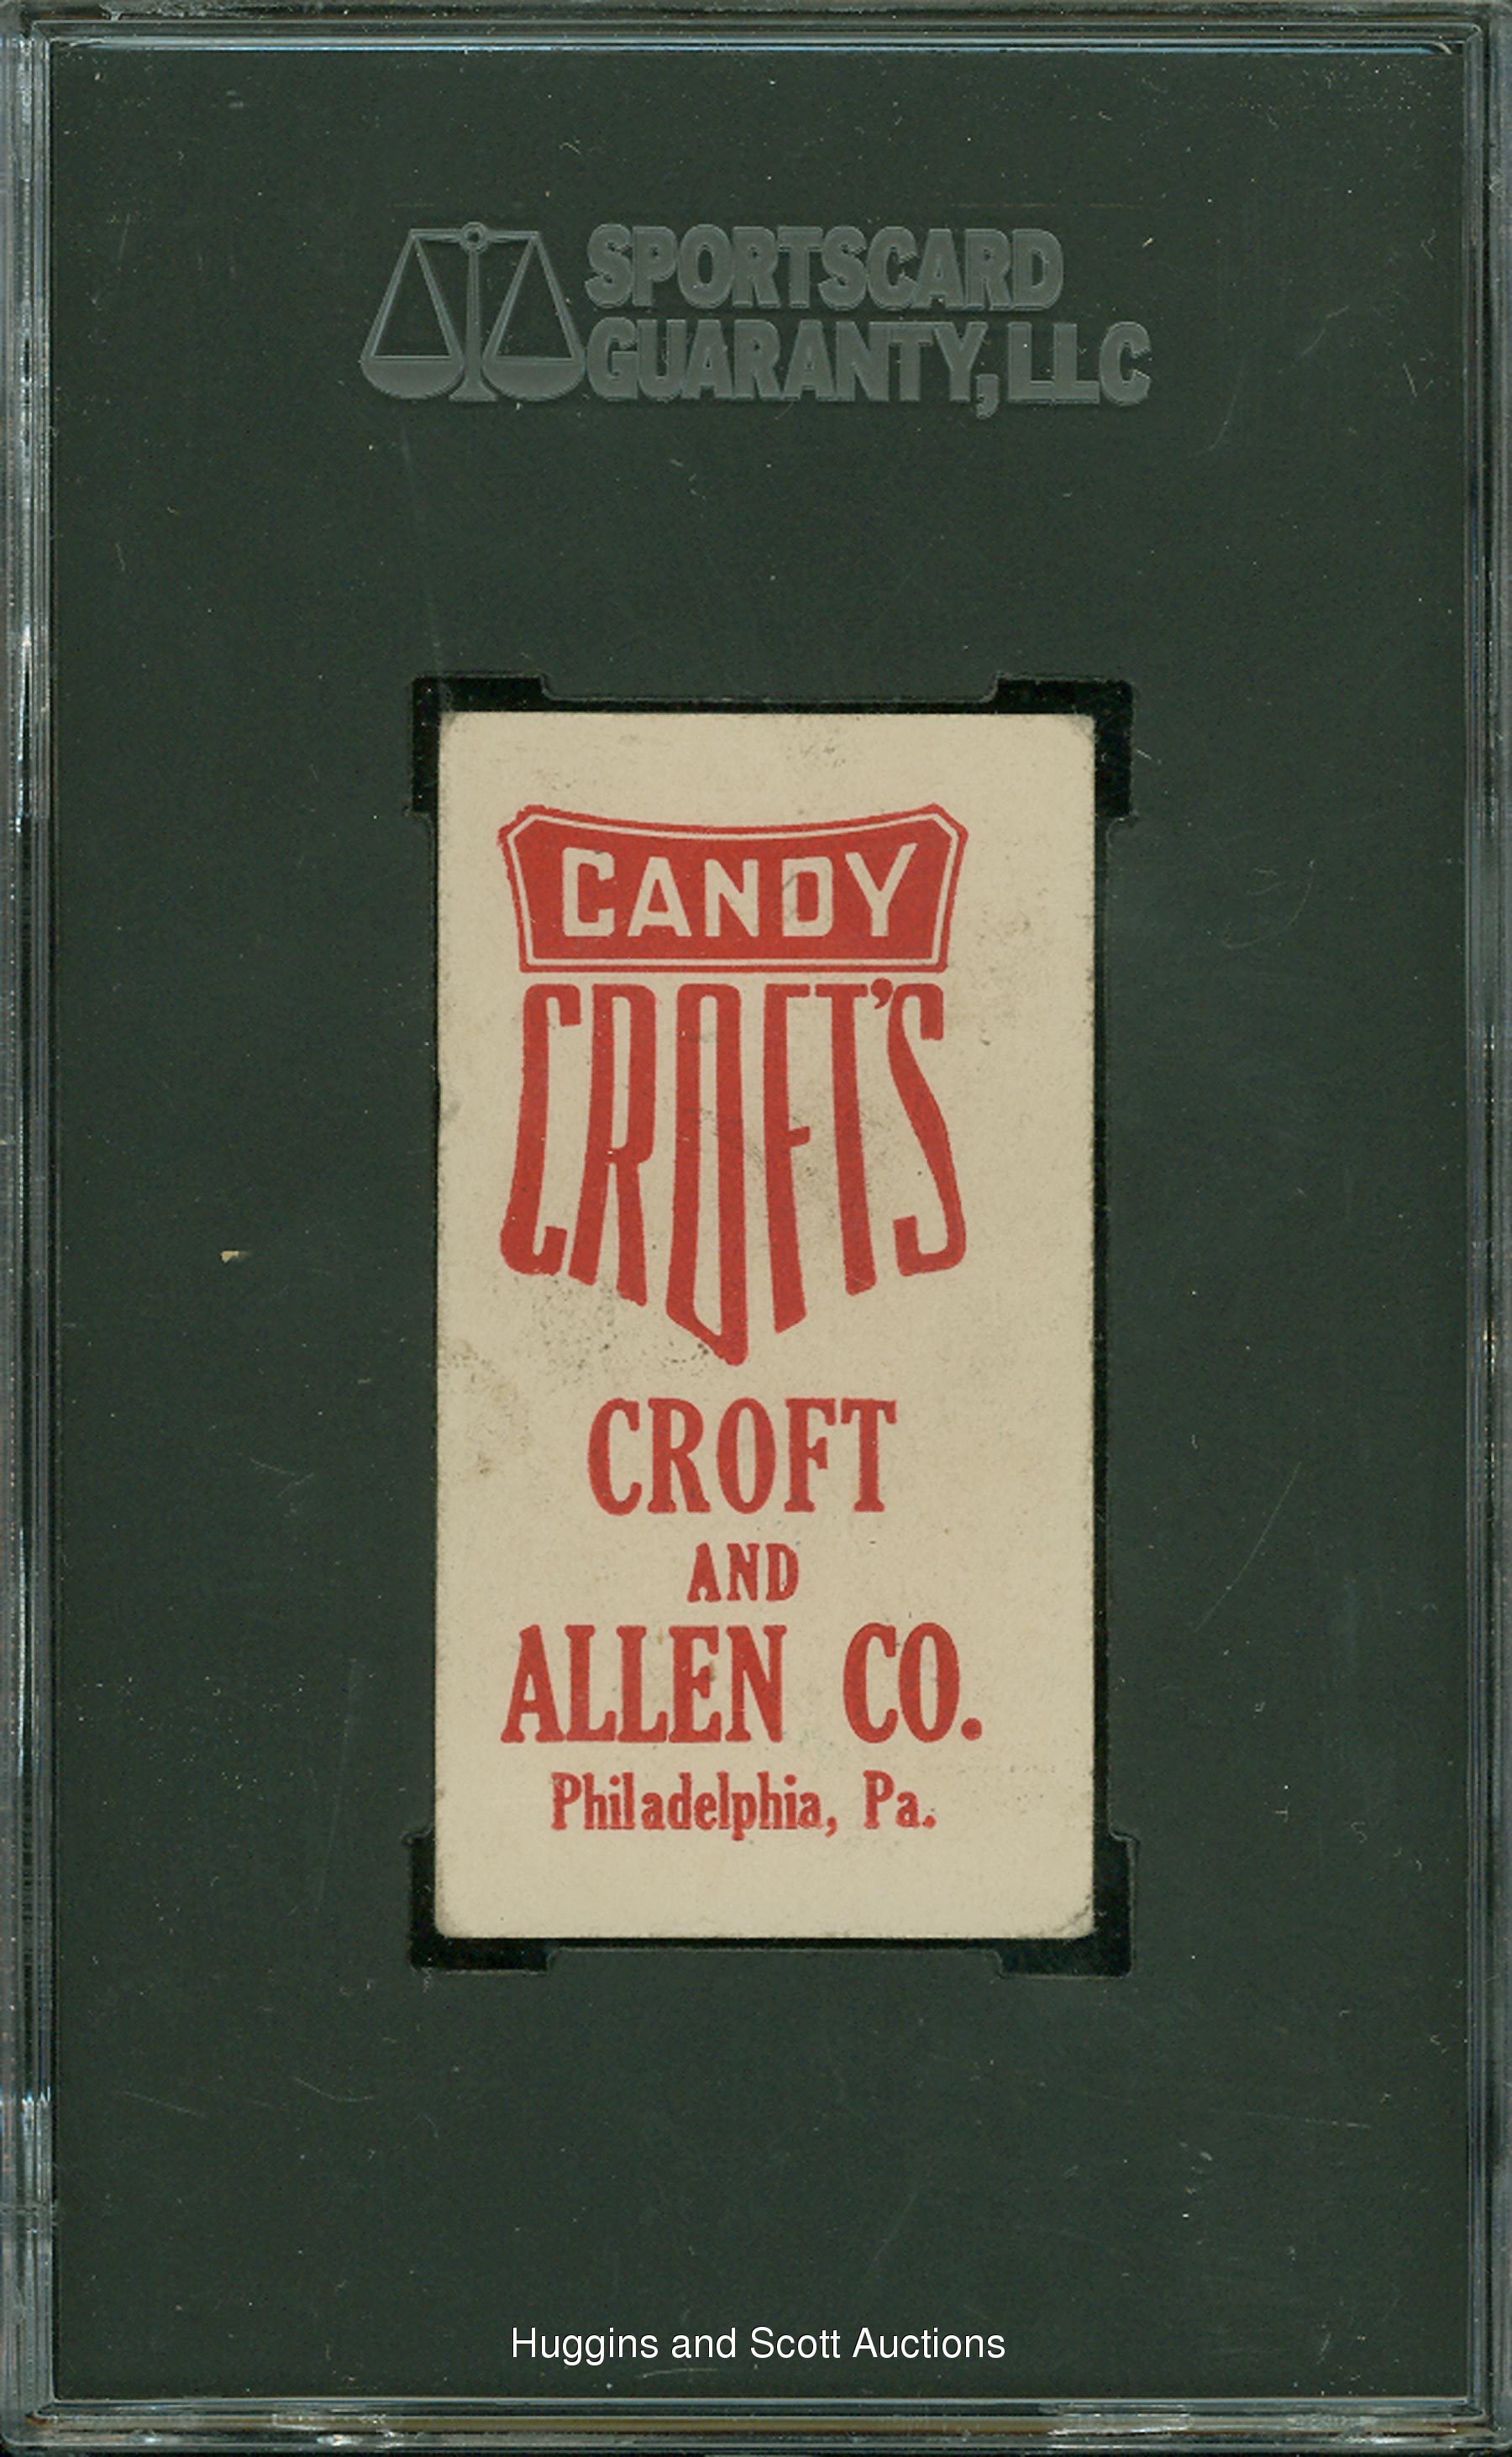 SPORTSCARD
GUARANTY, LLC
CANDY
CROFT'S
CROFT
AND
ALLEN CO.
Philadelphia, Pa.
Huggins and Scott Auctions